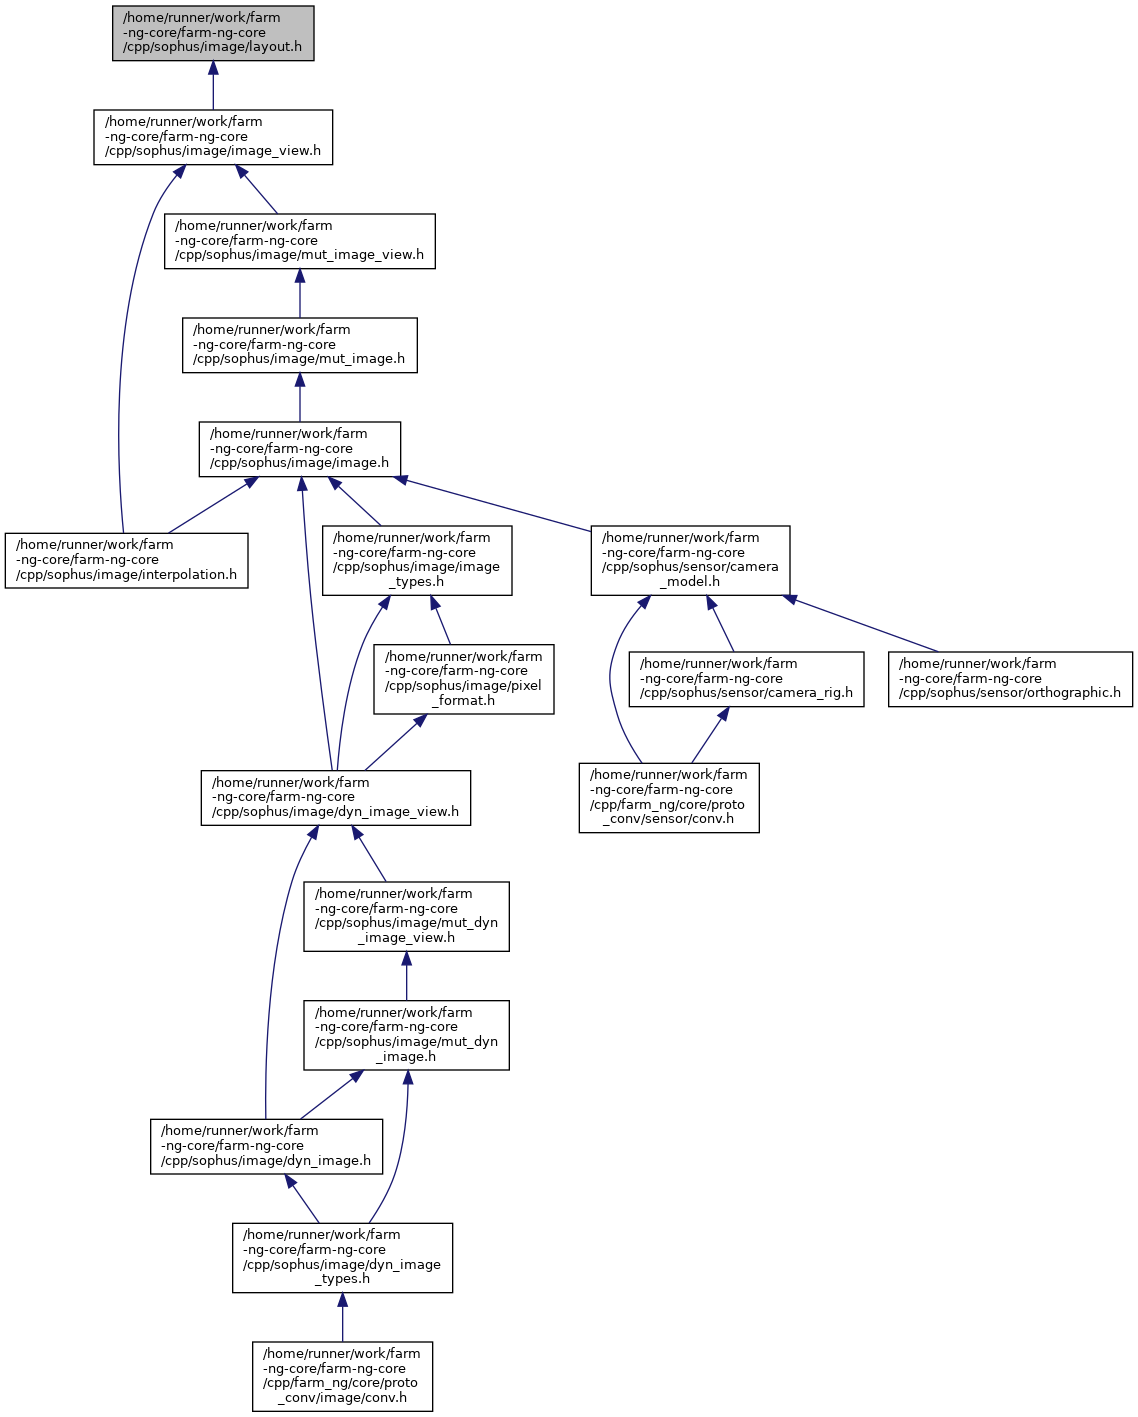 /home/runner/work/farm
-ng-core/farm-ng-core
/cpp/sophus/image/layout.h
/home/runner/work/farm
-ng-core/farm-ng-core
/cpp/sophus/image/image_view.h
/home/runner/work/farm
-ng-core/farm-ng-core
/cpp/sophus/image/mut_image_view.h
/home/runner/work/farm
-ng-core/farm-ng-core
/cpp/sophus/image/mut_image.h
/home/runner/work/farm
-ng-core/farm-ng-core
/cpp/sophus/image/image.h
/home/runner/work/farm
-ng-core/farm-ng-core
/cpp/sophus/image/interpolation.h
/home/runner/work/farm
-ng-core/farm-ng-core
/cpp/sophus/image/image
_types.h
/home/runner/work/farm
-ng-core/farm-ng-core
/cpp/sophus/sensor/camera
_model.h
/home/runner/work/farm
-ng-core/farm-ng-core
/cpp/sophus/image/pixel
_format.h
/home/runner/work/farm
-ng-core/farm-ng-core
/cpp/sophus/sensor/camera_rig.h
/home/runner/work/farm
-ng-core/farm-ng-core
/cpp/sophus/sensor/orthographic.h
/home/runner/work/farm
-ng-core/farm-ng-core
/cpp/sophus/image/dyn_image_view.h
/home/runner/work/farm
-ng-core/farm-ng-core
/cpp/farm_ng/core/proto
_conv/sensor/conv.h
/home/runner/work/farm
-ng-core/farm-ng-core
/cpp/sophus/image/mut_dyn
_image_view.h
/home/runner/work/farm
-ng-core/farm-ng-core
/cpp/sophus/image/mut_dyn
_image.h
/home/runner/work/farm
-ng-core/farm-ng-core
/cpp/sophus/image/dyn_image.h
/home/runner/work/farm
-ng-core/farm-ng-core
/cpp/sophus/image/dyn_image
_types.h
/home/runner/work/farm
-ng-core/farm-ng-core
/cpp/farm_ng/core/proto
_conv/image/conv.h